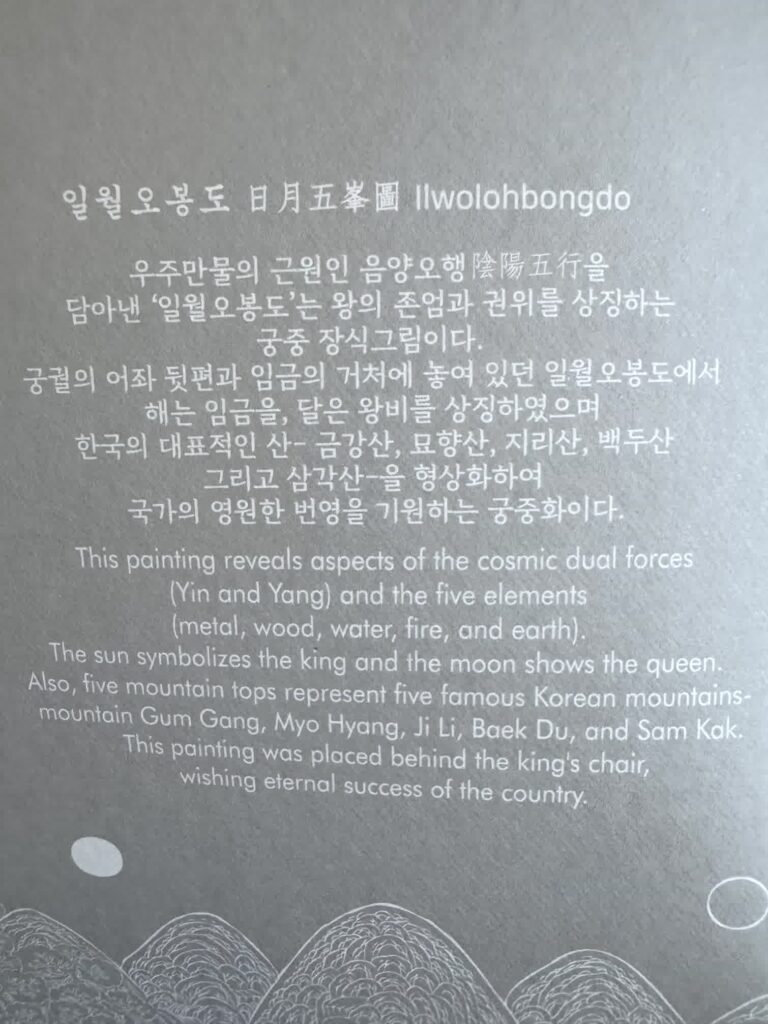 일월오봉도 日月五峯圖 Ilwolohbongdo
우주만물의 근원인 음양오행陰陽五行을
담아낸 ‘일월오봉도’는 왕의 존엄과 권위를 상징하는
궁중 장식그림이다.
궁궐의 어좌 뒷편과 임금의 거처에 놓여 있던 일월오봉도에서
해는 임금을, 달은 왕비를 상징하였으며
한국의 대표적인 산- 금강산, 묘향산, 지리산, 백두산
그리고 삼각산-을 형상화하여
국가의 영원한 번영을 기원하는 궁중화이다.
This painting reveals aspects of the cosmic dual forces
(Yin and Yang) and the five elements
(metal, wood, water, fire, and earth).
The sun symbolizes the king and the moon shows the queen.
Also, five mountain tops represent five famous Korean mountains-
mountain Gum Gang, Myo Hyang, Ji Li, Baek Du, and Sam Kak.
This painting was placed behind the king's chair,
wishing eternal success of the country.